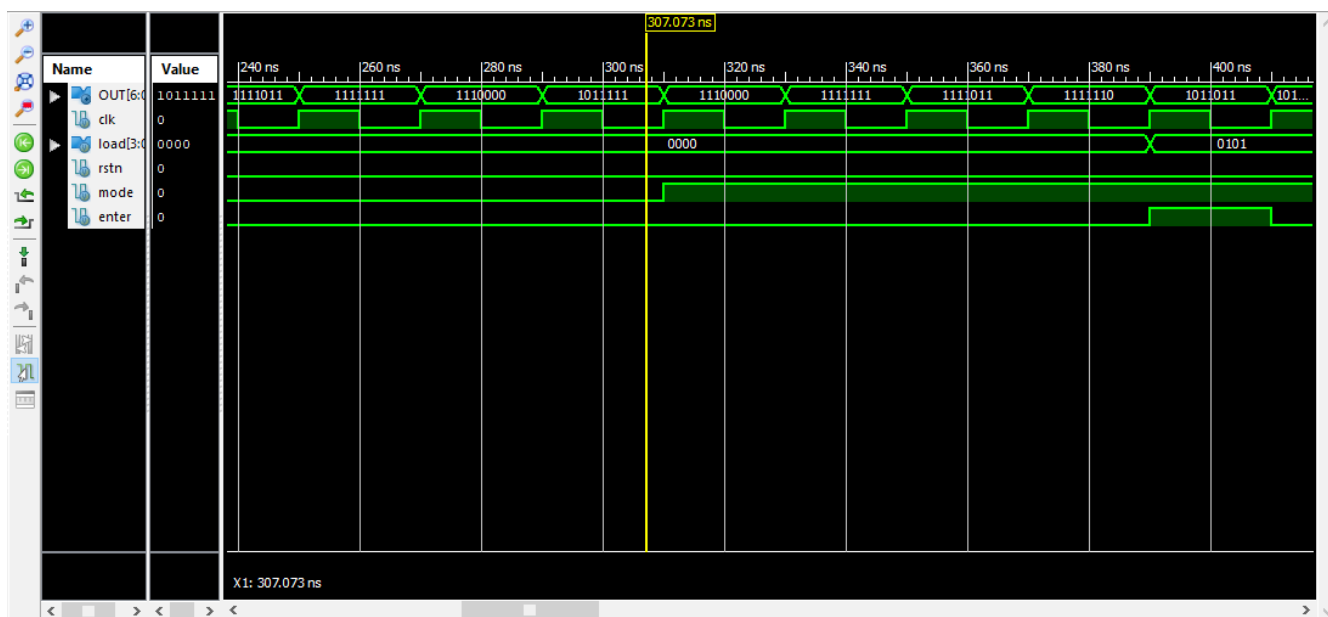 307.073 ns
Name Value 240 ns 260 ns 280 ns 300 ns 320 ns 340 ns 360 ns 380 ns 400 ns
OUT[6:0 1011111 1111011 1111111 1110000 1011111 1110000 1111111 1111011 1111110 1011011 101...
clk 0
load[3:0 0000 0000 0101
rstn 0
mode 0
enter 0
X1: 307.073 ns